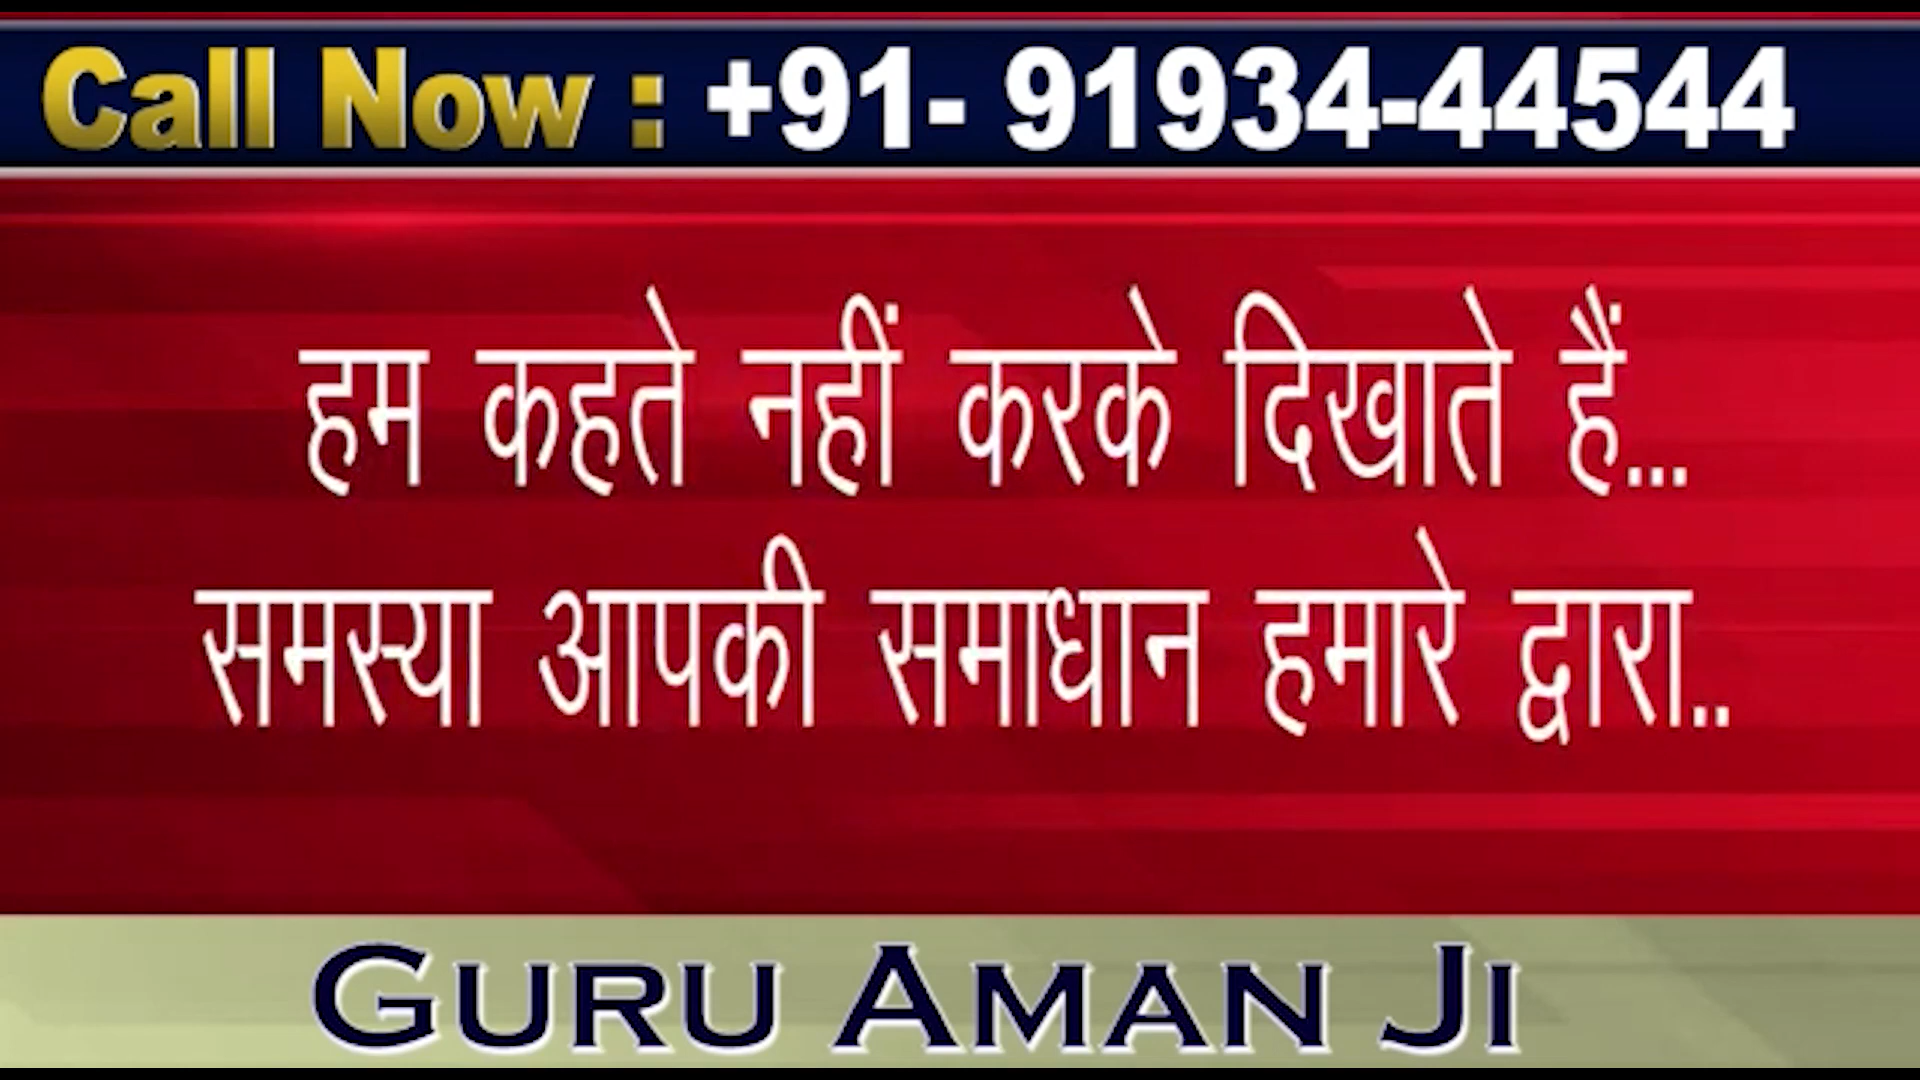 Call Now : +91- 91934-44544
हम कहते नहीं करके दिखाते हैं...
समस्या आपकी समाधान हमारे द्वारा..
GURU AMAN JI